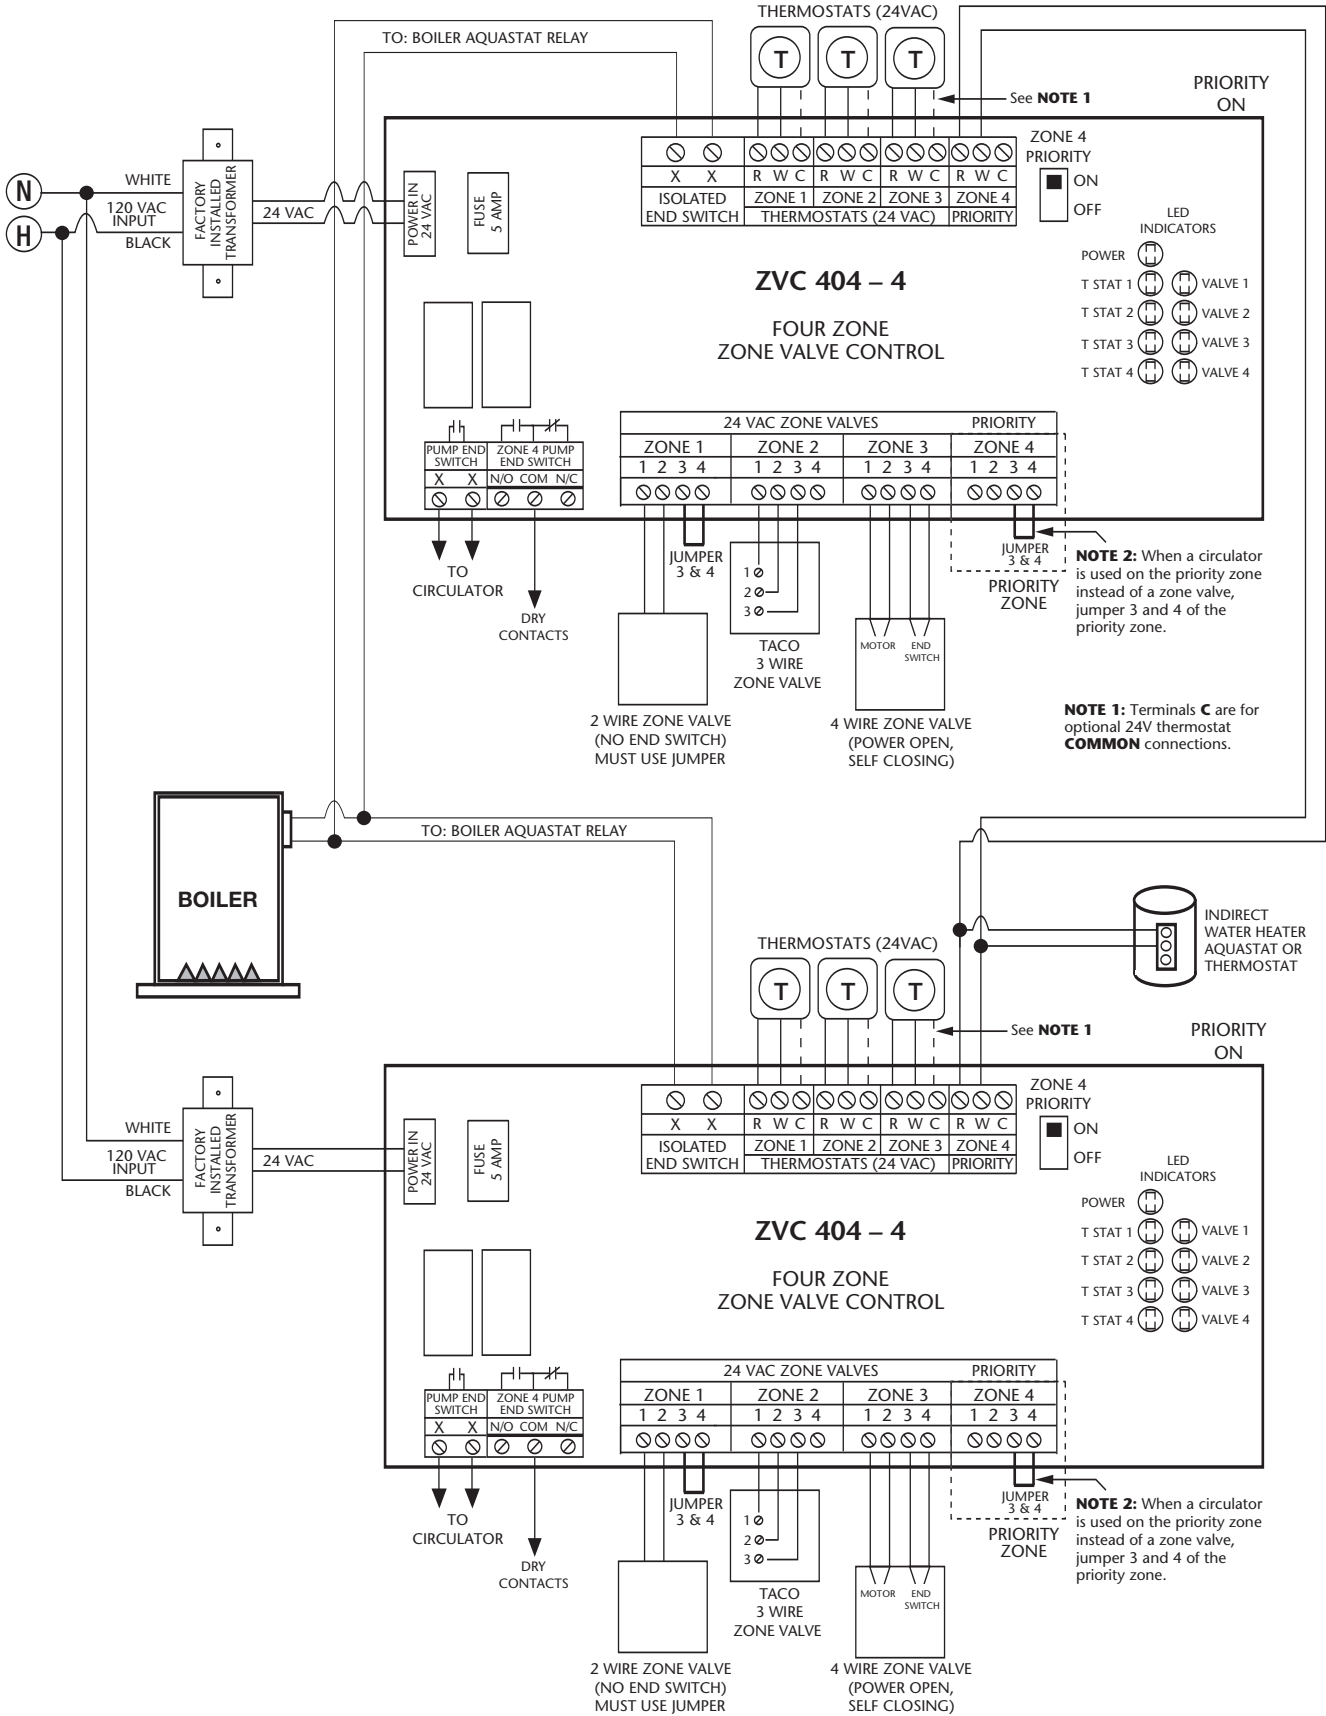 THERMOSTATS (24VAC)
TO: BOILER AQUASTAT RELAY
T T T
See NOTE 1
PRIORITY
ON
ZONE 4
PRIORITY
ON
OFF
X X R W C R W C R W C R W C
ISOLATED
END SWITCH
ZONE 1 ZONE 2 ZONE 3 ZONE 4
THERMOSTATS (24 VAC) PRIORITY
N
H
WHITE
120 VAC
INPUT
BLACK
FACTORY
INSTALLED
TRANSFORMER
24 VAC
POWER IN
24 VAC
FUSE
5 AMP
LED
INDICATORS
POWER
T STAT 1 VALVE 1
T STAT 2 VALVE 2
T STAT 3 VALVE 3
T STAT 4 VALVE 4
ZVC 404 – 4
FOUR ZONE
ZONE VALVE CONTROL
PUMP END
SWITCH
X X
ZONE 4 PUMP
END SWITCH
N/O COM N/C
24 VAC ZONE VALVES PRIORITY
ZONE 1 ZONE 2 ZONE 3 ZONE 4
1 2 3 4 1 2 3 4 1 2 3 4 1 2 3 4
TO
CIRCULATOR
DRY
CONTACTS
JUMPER
3 & 4
1
2
3
TACO
3 WIRE
ZONE VALVE
MOTOR
END
SWITCH
JUMPER
3 & 4
PRIORITY
ZONE
NOTE 2: When a circulator
is used on the priority zone
instead of a zone valve,
jumper 3 and 4 of the
priority zone.
2 WIRE ZONE VALVE
(NO END SWITCH)
MUST USE JUMPER
4 WIRE ZONE VALVE
(POWER OPEN,
SELF CLOSING)
NOTE 1: Terminals C are for
optional 24V thermostat
COMMON connections.
BOILER
TO: BOILER AQUASTAT RELAY
INDIRECT
WATER HEATER
AQUASTAT OR
THERMOSTAT
THERMOSTATS (24VAC)
T T T
See NOTE 1
PRIORITY
ON
ZONE 4
PRIORITY
ON
OFF
X X R W C R W C R W C R W C
ISOLATED
END SWITCH
ZONE 1 ZONE 2 ZONE 3 ZONE 4
THERMOSTATS (24 VAC) PRIORITY
WHITE
120 VAC
INPUT
BLACK
FACTORY
INSTALLED
TRANSFORMER
24 VAC
POWER IN
24 VAC
FUSE
5 AMP
LED
INDICATORS
POWER
T STAT 1 VALVE 1
T STAT 2 VALVE 2
T STAT 3 VALVE 3
T STAT 4 VALVE 4
ZVC 404 – 4
FOUR ZONE
ZONE VALVE CONTROL
PUMP END
SWITCH
X X
ZONE 4 PUMP
END SWITCH
N/O COM N/C
24 VAC ZONE VALVES PRIORITY
ZONE 1 ZONE 2 ZONE 3 ZONE 4
1 2 3 4 1 2 3 4 1 2 3 4 1 2 3 4
TO
CIRCULATOR
DRY
CONTACTS
JUMPER
3 & 4
1
2
3
TACO
3 WIRE
ZONE VALVE
MOTOR
END
SWITCH
JUMPER
3 & 4
PRIORITY
ZONE
NOTE 2: When a circulator
is used on the priority zone
instead of a zone valve,
jumper 3 and 4 of the
priority zone.
2 WIRE ZONE VALVE
(NO END SWITCH)
MUST USE JUMPER
4 WIRE ZONE VALVE
(POWER OPEN,
SELF CLOSING)